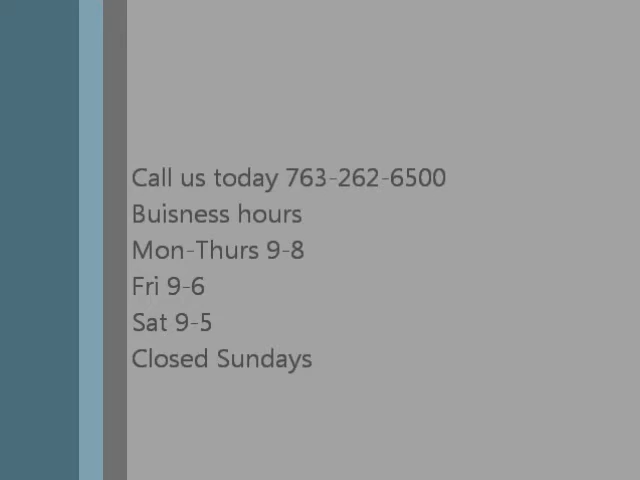 Call us today 763-262-6500
Buisness hours
Mon-Thurs 9-8
Fri 9-6
Sat 9-5
Closed Sundays